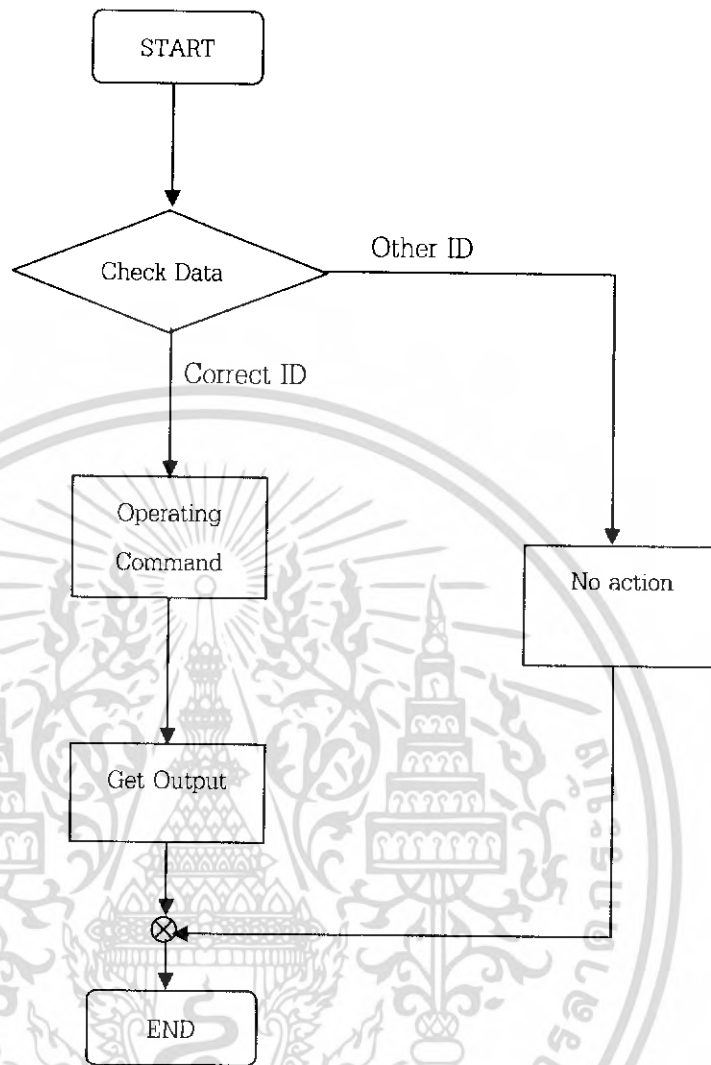 START
Check Data
Other ID
Correct ID
Operating
Command
No action
Get Output
END